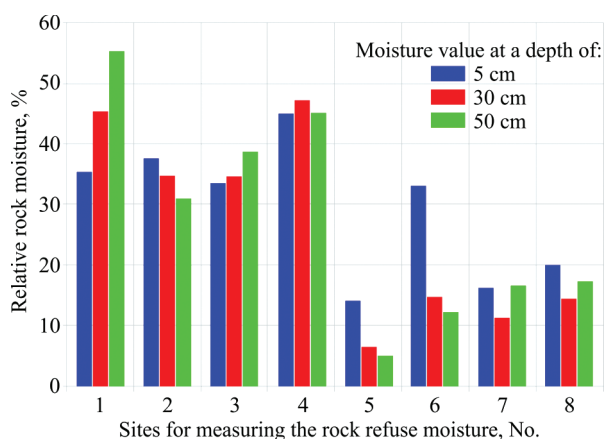 60
50
40
30
20
10
0
Relative rock moisture, %
Moisture value at a depth of:
5 cm
30 cm
50 cm
1 2 3 4 5 6 7 8
Sites for measuring the rock refuse moisture, No.